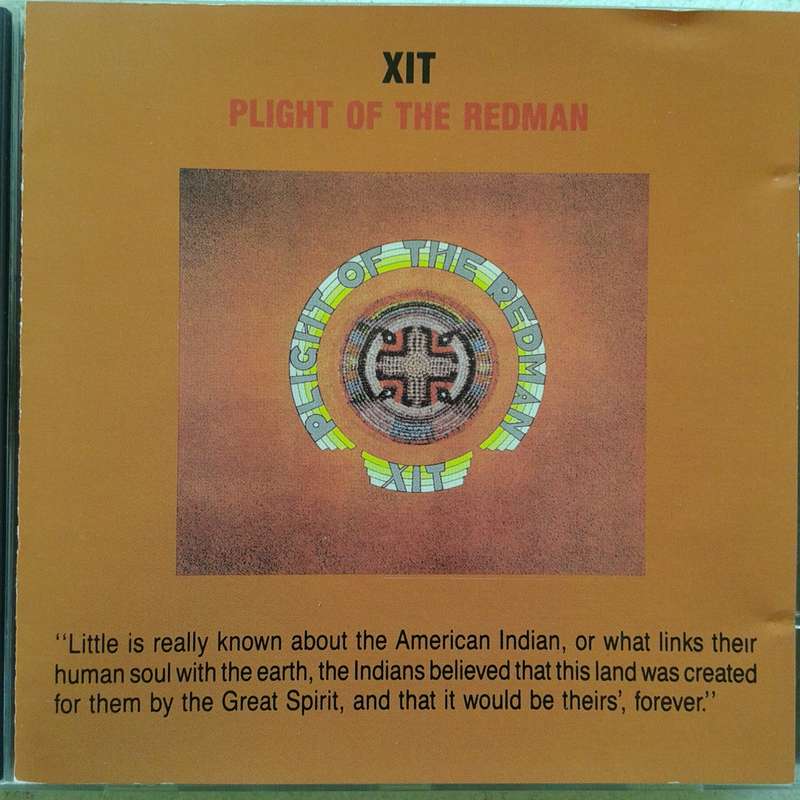 XIT
PLIGHT OF THE REDMAN
PLIGHT OF THE REDMAN
XIT
"Little is really known about the American Indian, or what links their
human soul with the earth, the Indians believed that this land was created
for them by the Great Spirit, and that it would be theirs', forever."